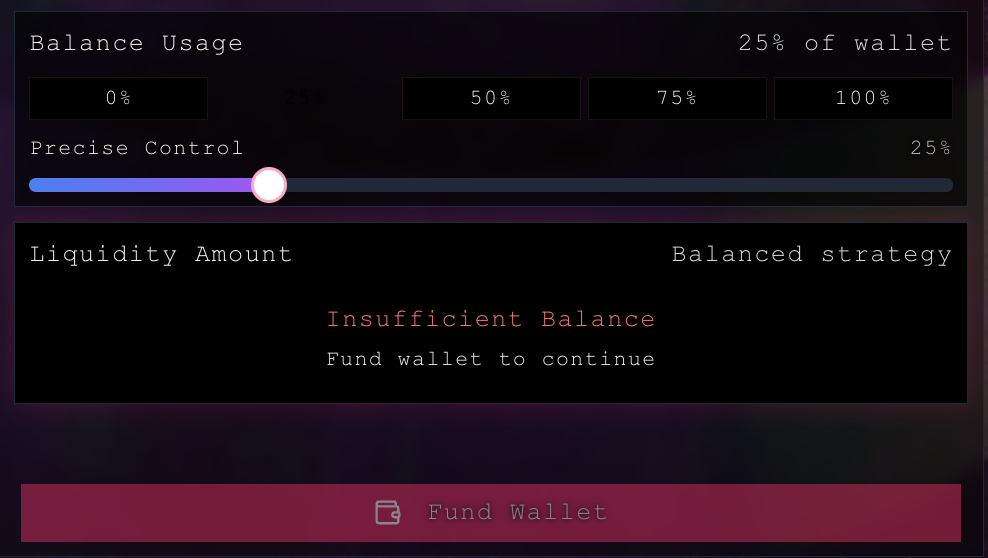 Balance Usage 25% of wallet
0% 25% 50% 75% 100%
Precise Control 25%
Liquidity Amount Balanced strategy
Insufficient Balance
Fund wallet to continue
Fund Wallet